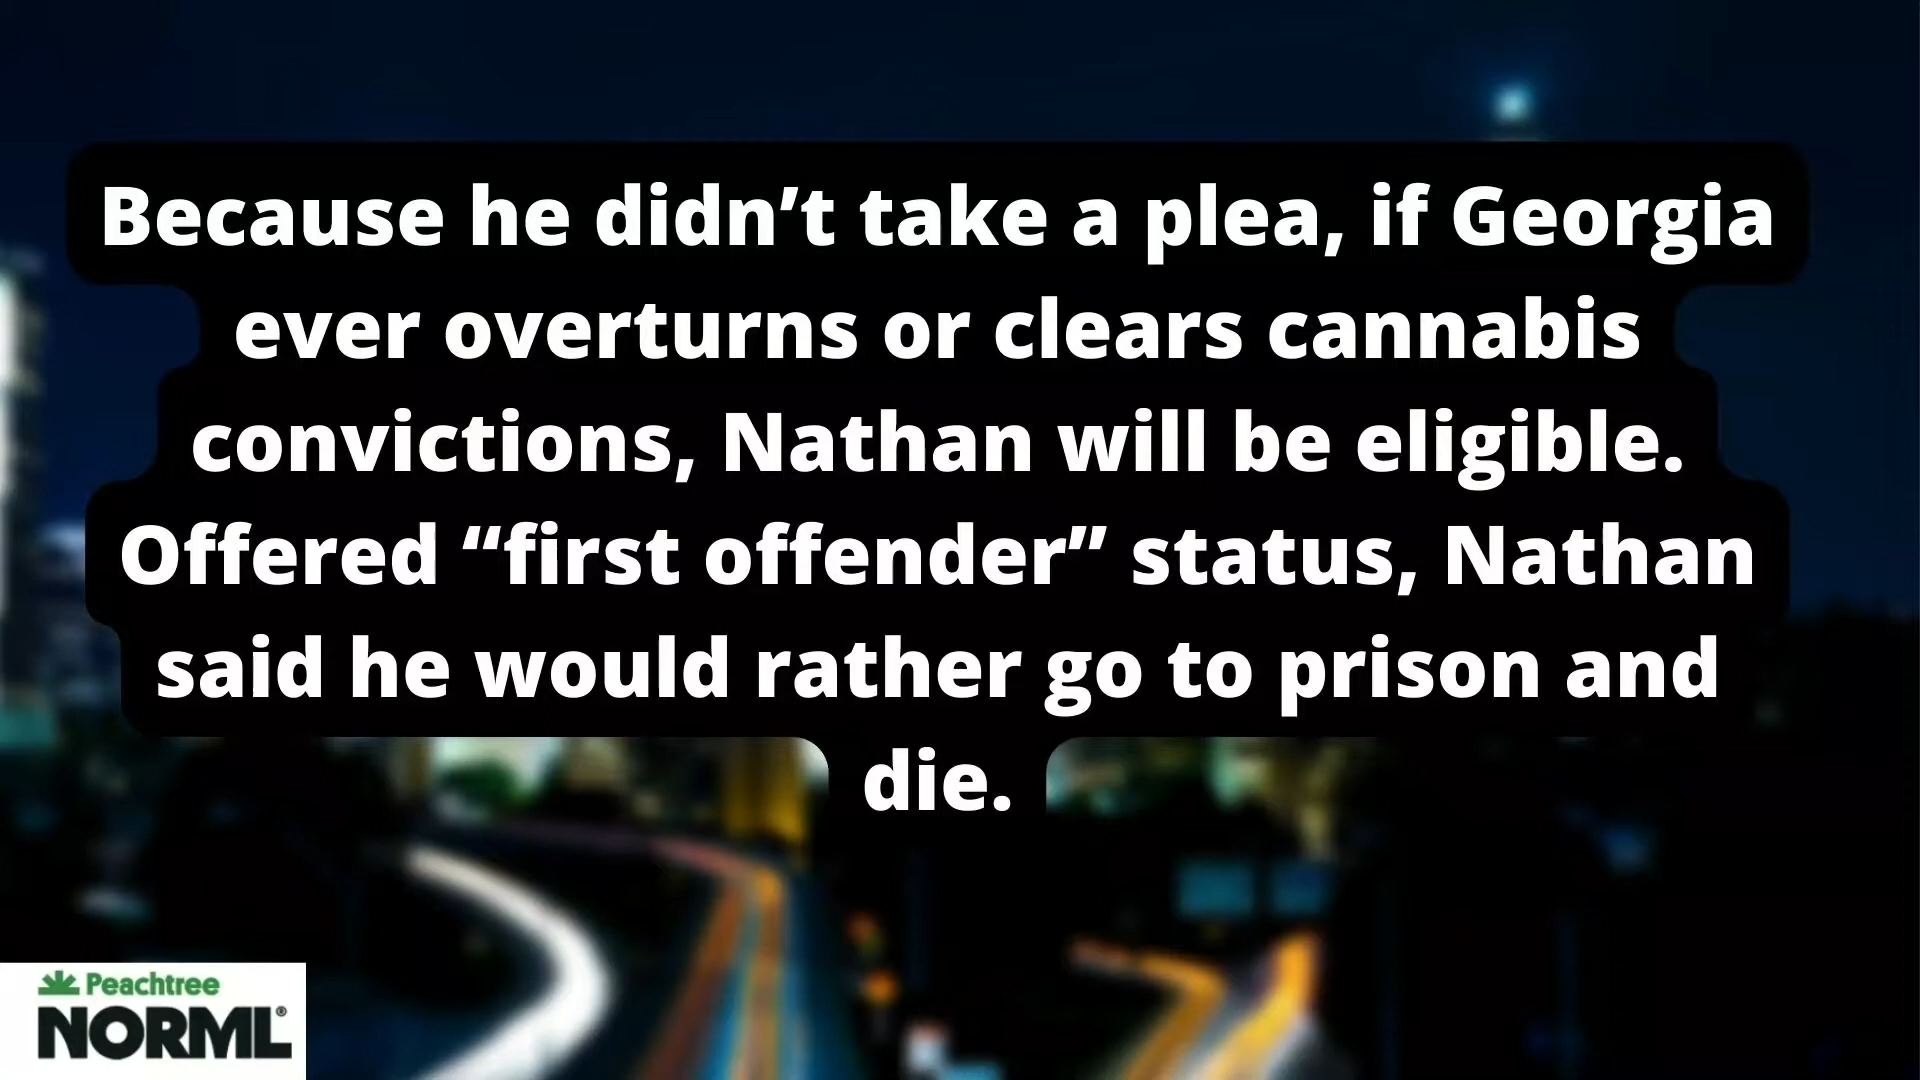 Because he didn’t take a plea, if Georgia
ever overturns or clears cannabis
convictions, Nathan will be eligible.
Offered “first offender” status, Nathan
said he would rather go to prison and
die.
Peachtree
NORML®